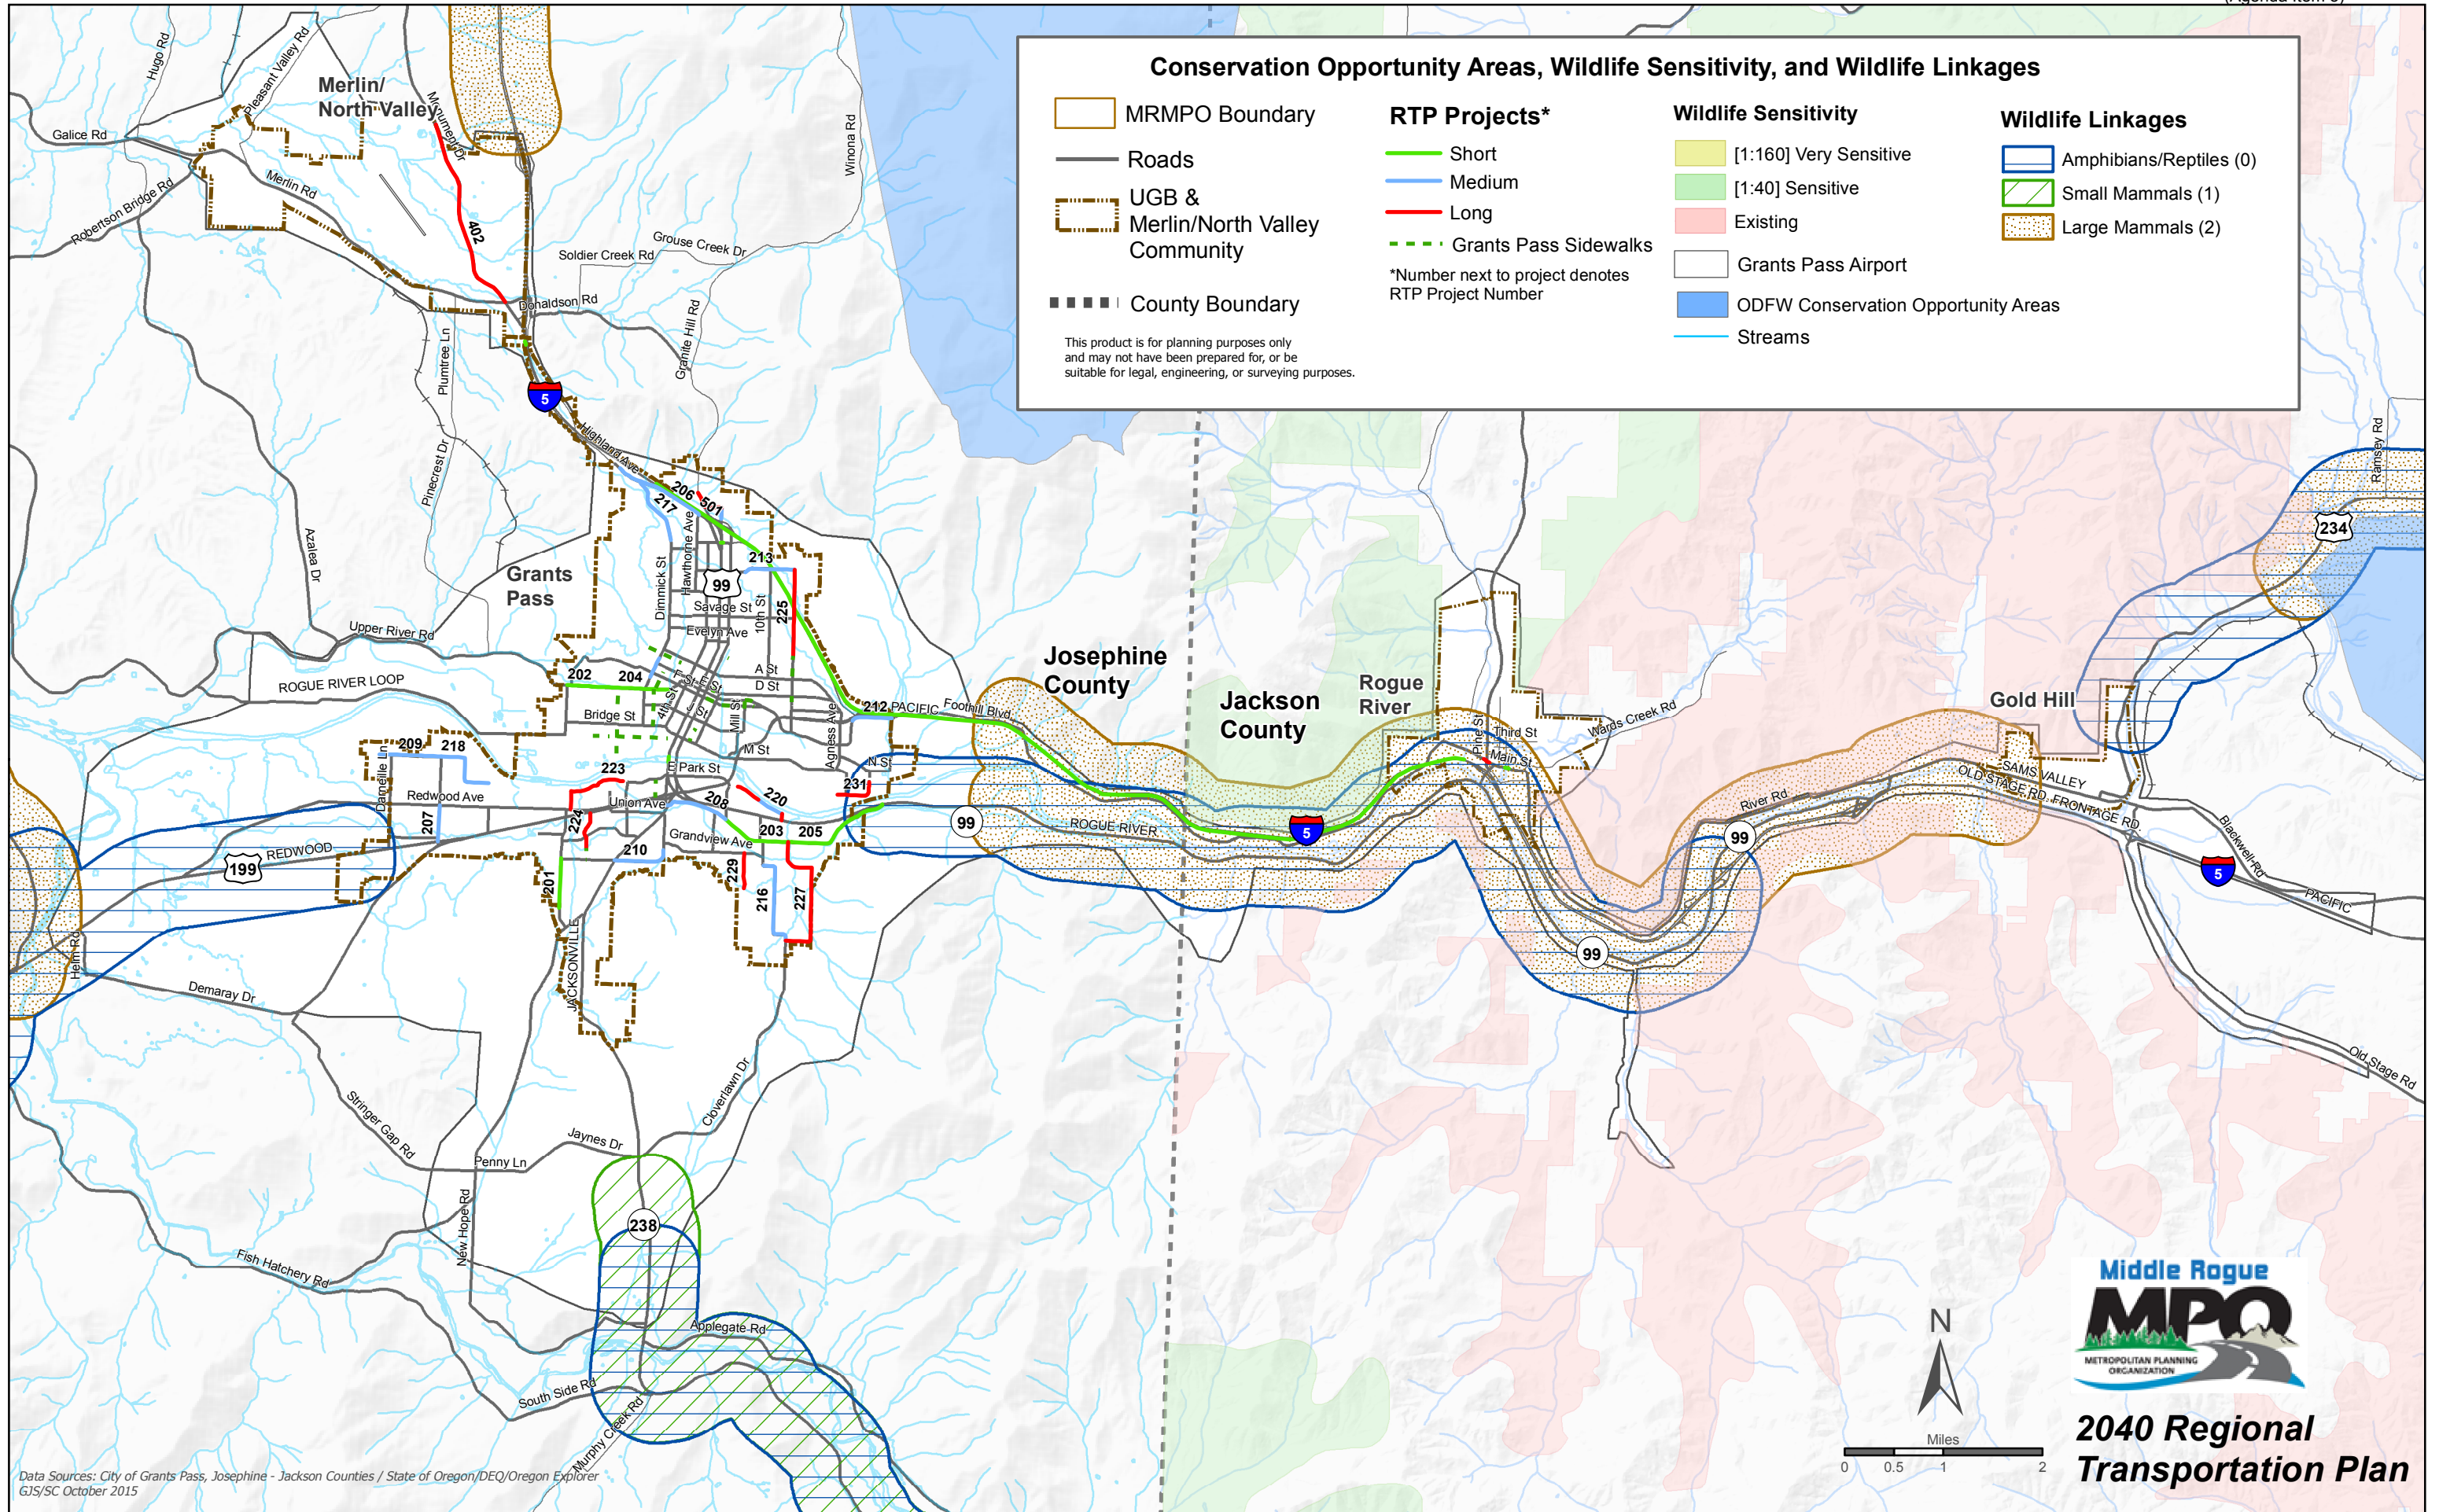 Conservation Opportunity Areas, Wildlife Sensitivity, and Wildlife Linkages
MRMPO Boundary
Roads
UGB &
Merlin/North Valley
Community
County Boundary
This product is for planning purposes only
and may not have been prepared for, or be
suitable for legal, engineering, or surveying purposes.
RTP Projects*
Short
Medium
Long
Grants Pass Sidewalks
*Number next to project denotes
RTP Project Number
Wildlife Sensitivity
[1:160] Very Sensitive
[1:40] Sensitive
Existing
Grants Pass Airport
ODFW Conservation Opportunity Areas
Streams
Wildlife Linkages
Amphibians/Reptiles (0)
Small Mammals (1)
Large Mammals (2)
Hugo Rd
Pleasant Valley Rd
Merlin/
North Valley
Monument Dr
Galice Rd
Merlin Rd
Robertson Bridge Rd
402
Winona Rd
Grouse Creek Dr
Soldier Creek Rd
Donaldson Rd
Granite Hill Rd
Plumtree Ln
5
Highland Ave
Pinecrest Dr
206
501
217
Hawthorne Ave
213
Azalea Dr
Grants
Pass
Dimmick St
99
Savage St
10th St
225
Evelyn Ave
Upper River Rd
ROGUE RIVER LOOP
202
204
A St
D St
F St
E St
J St
4th St
Mill St
Bridge St
212
PACIFIC
Foothill Blvd
Agness Ave
M St
N St
E Park St
209
218
Darneille Ln
223
231
220
208
Redwood Ave
Union Ave
207
224
203
205
Grandview Ave
REDWOOD
199
210
229
216
227
201
JACKSONVILLE
Helm Rd
Demaray Dr
Stringer Gap Rd
Jaynes Dr
Penny Ln
Cloverlawn Dr
New Hope Rd
238
Fish Hatchery Rd
Applegate Rd
South Side Rd
Murphy Creek Rd
Josephine
County
Jackson
County
Rogue
River
99
ROGUE RIVER
5
Pine St
Third St
Main St
Wards Creek Rd
99
99
River Rd
Gold Hill
SAMS VALLEY
OLD STAGE RD. FRONTAGE RD
Ramsey Rd
234
Blackwell Rd
5
PACIFIC
Old Stage Rd
N
Miles
0 0.5 1 2
Middle Rogue
MPO
METROPOLITAN PLANNING
ORGANIZATION
2040 Regional
Transportation Plan
Data Sources: City of Grants Pass, Josephine - Jackson Counties / State of Oregon/DEQ/Oregon Explorer
GJS/SC October 2015